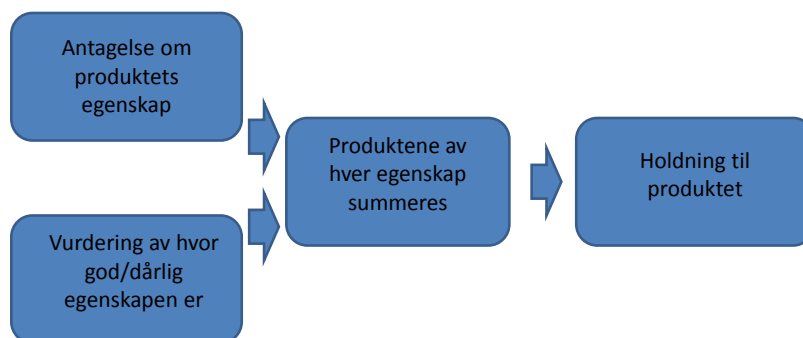 Antagelse om
produktets
egenskap
Vurdering av hvor
god/dårlig
egenskapen er
Produktene av
hver egenskap
summeres
Holdning til
produktet